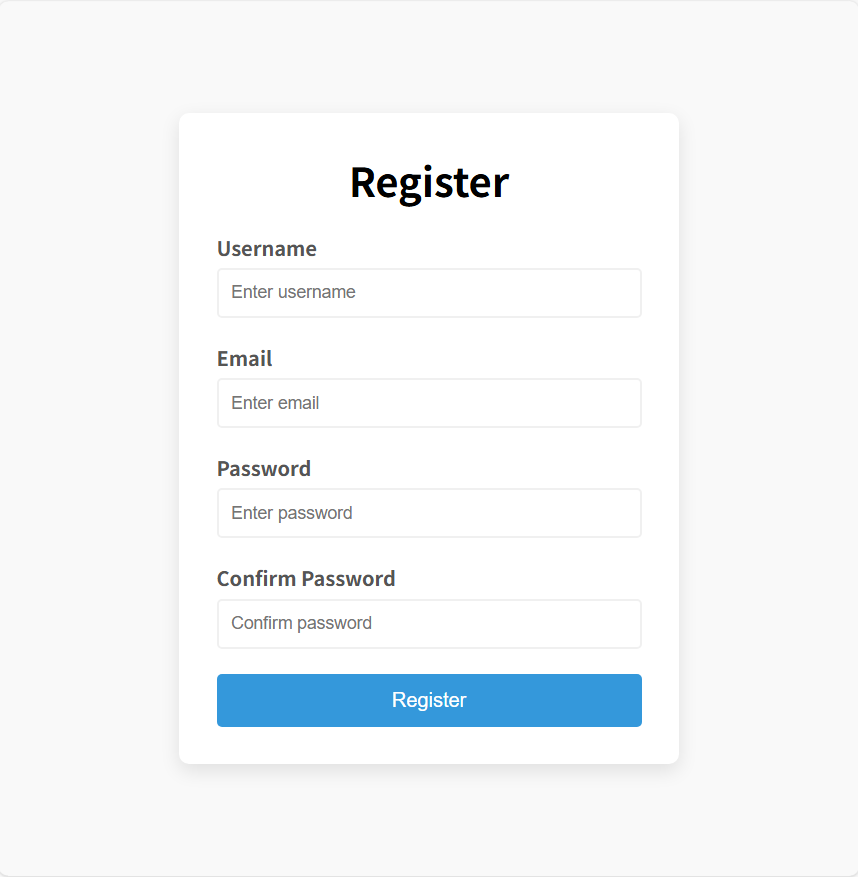 Register
Username
Enter username
Email
Enter email
Password
Enter password
Confirm Password
Confirm password
Register